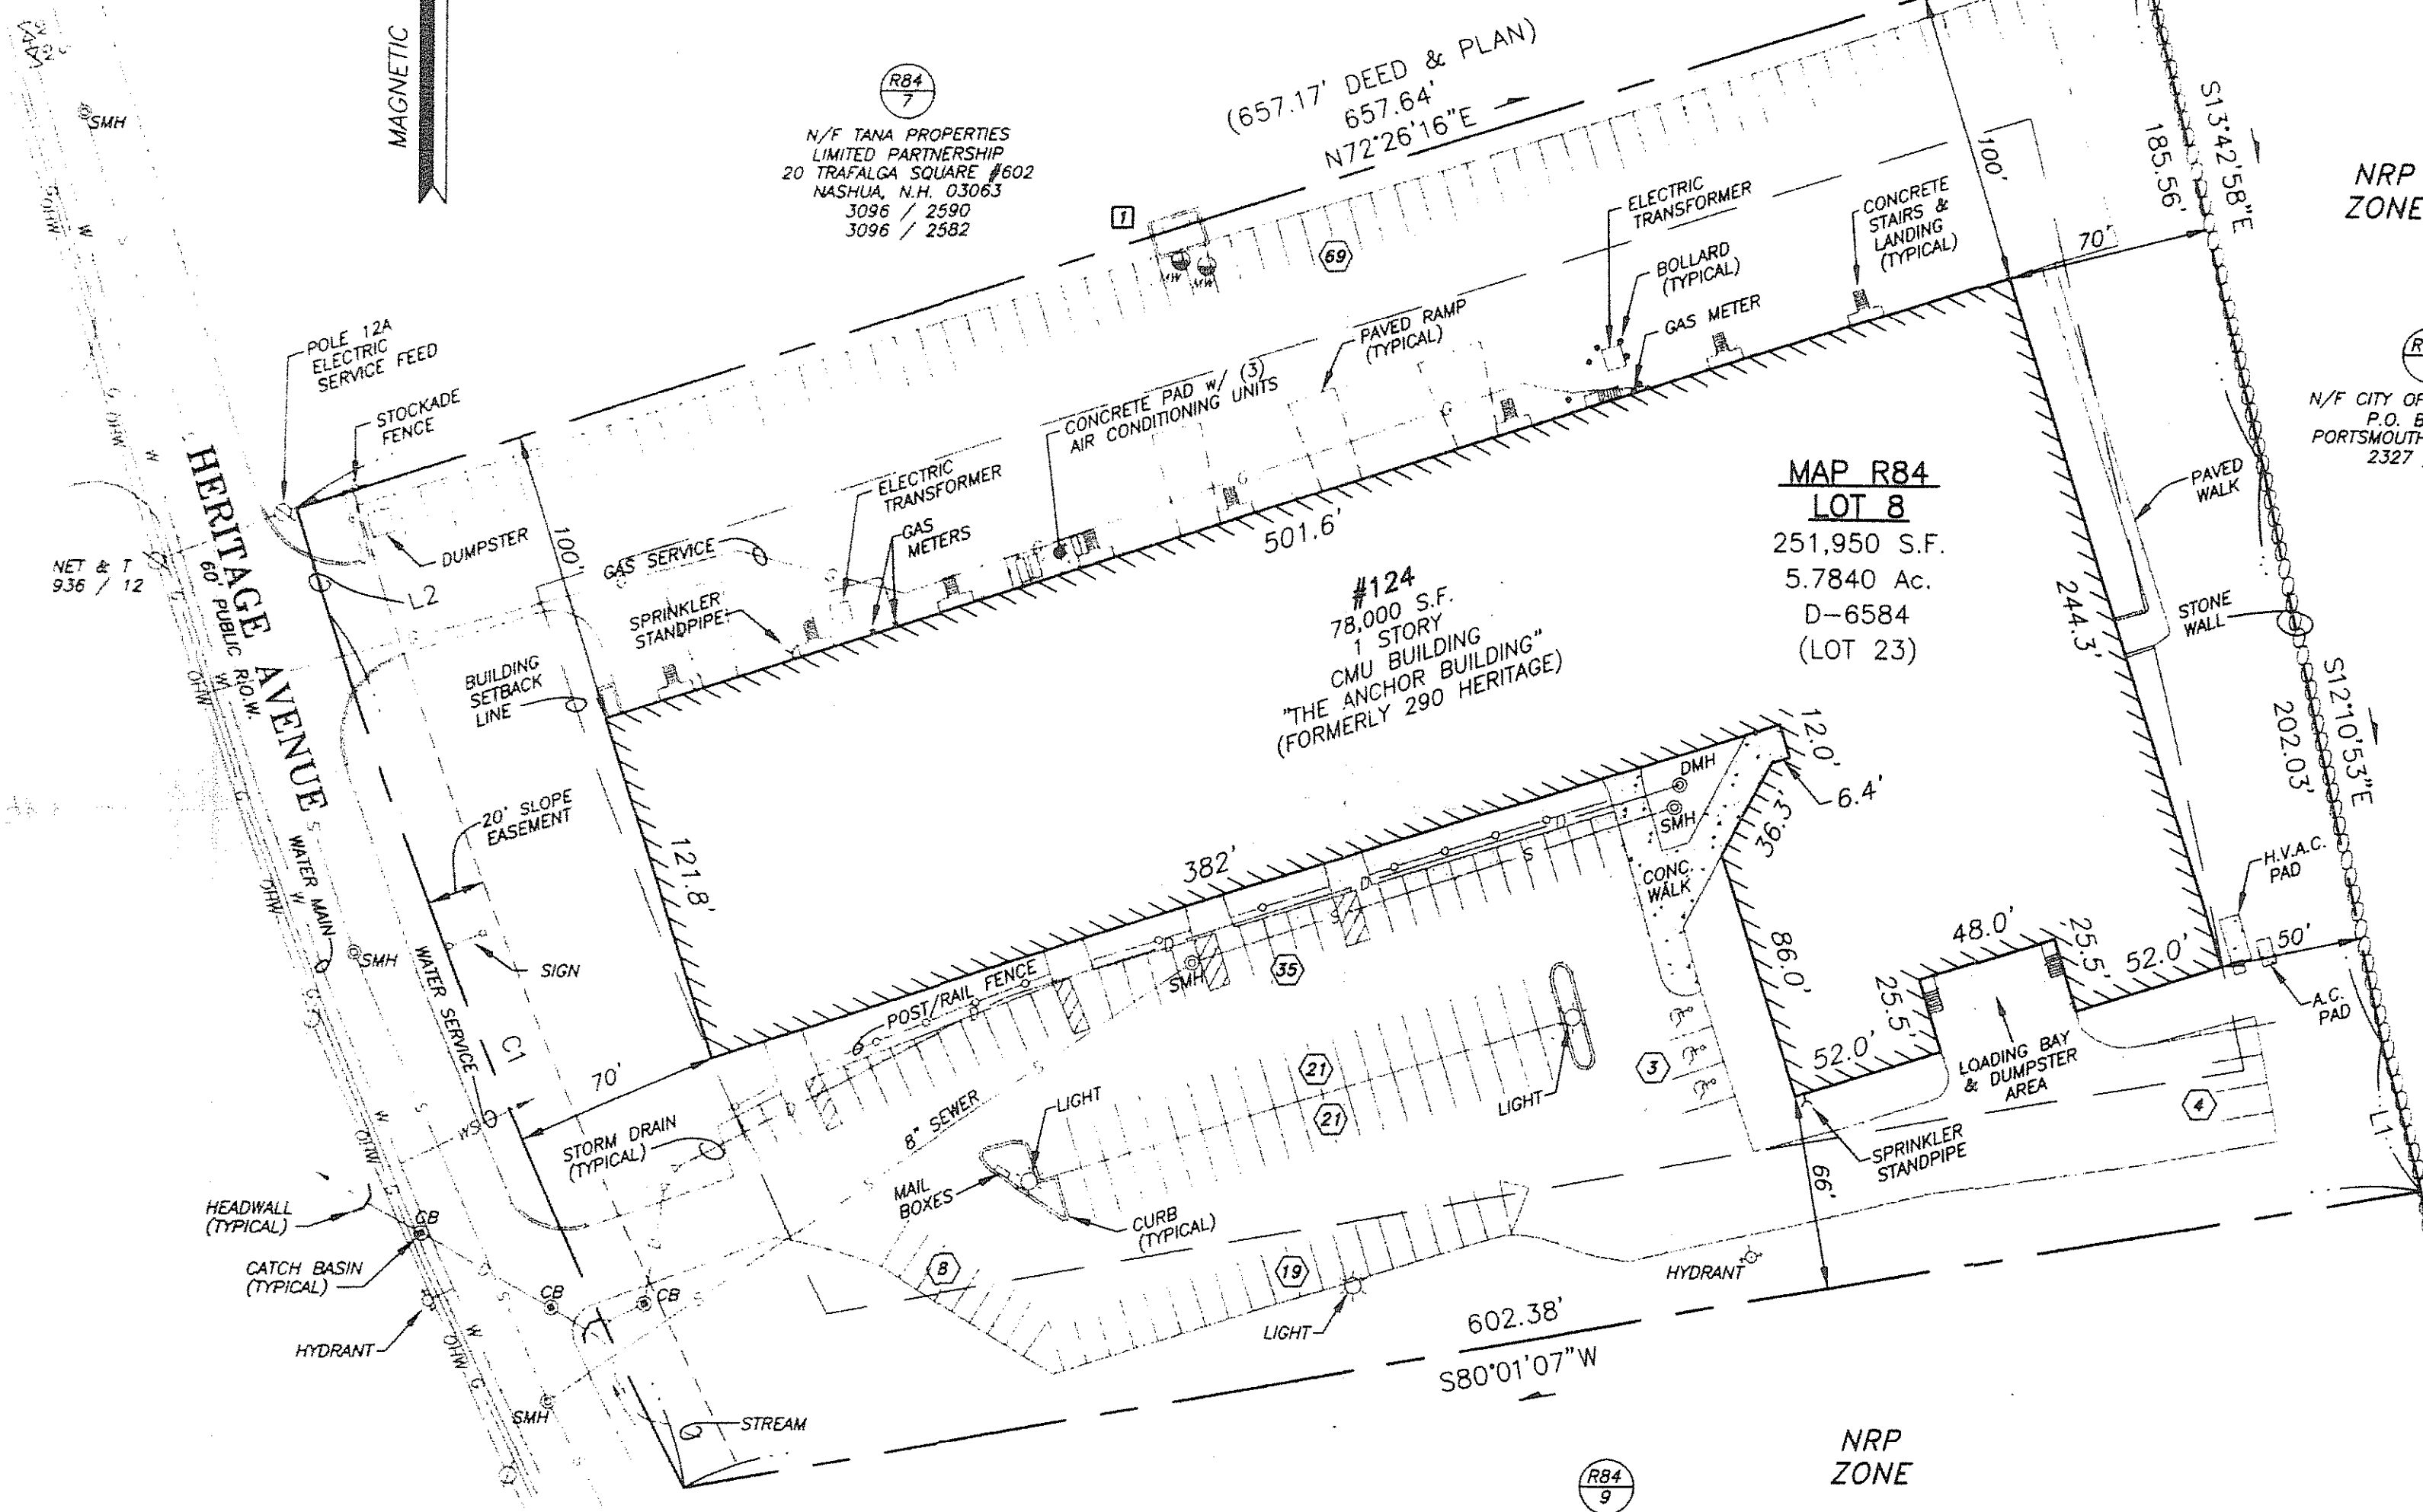 MAGNETIC
SMH
R84
7
N/F TANA PROPERTIES
LIMITED PARTNERSHIP
20 TRAFALGA SQUARE #602
NASHUA, N.H. 03063
3096 / 2590
3096 / 2582
(657.17' DEED & PLAN)
657.64'
N72°26'16"E
S13°42'58"E
185.56'
NRP
ZONE
100'
70'
1
MW
MW
69
ELECTRIC
TRANSFORMER
BOLLARD
(TYPICAL)
GAS METER
CONCRETE
STAIRS &
LANDING
(TYPICAL)
PAVED RAMP
(TYPICAL)
CONCRETE PAD w/ (3)
AIR CONDITIONING UNITS
POLE 12A
ELECTRIC
SERVICE FEED
STOCKADE
FENCE
DUMPSTER
100'
GAS SERVICE
ELECTRIC
TRANSFORMER
GAS
METERS
SPRINKLER
STANDPIPE
BUILDING
SETBACK
LINE
L2
NET & T
936 / 12
HERITAGE AVENUE
60' PUBLIC R.O.W.
501.6'
#124
78,000 S.F.
1 STORY
CMU BUILDING
"THE ANCHOR BUILDING"
(FORMERLY 290 HERITAGE)
MAP R84
LOT 8
251,950 S.F.
5.7840 Ac.
D-6584
(LOT 23)
N/F CITY OF
P.O. B
PORTSMOUTH
2327
PAVED
WALK
STONE
WALL
244.3'
S12°10'53"E
202.03'
12.0'
6.4'
36.3'
DMH
SMH
CONC.
WALK
86.0'
382'
121.8'
20' SLOPE
EASEMENT
WATER MAIN
SMH
SIGN
WATER SERVICE
C1
WS
70'
POST/RAIL FENCE
SMH
35
48.0'
25.5'
25.5'
52.0'
52.0'
50'
H.V.A.C.
PAD
A.C.
PAD
LOADING BAY
& DUMPSTER
AREA
SPRINKLER
STANDPIPE
3
4
L1
66'
21
21
LIGHT
LIGHT
STORM DRAIN
(TYPICAL)
8" SEWER
MAIL
BOXES
CURB
(TYPICAL)
HEADWALL
(TYPICAL)
CB
CATCH BASIN
(TYPICAL)
HYDRANT
CB
CB
8
19
LIGHT
HYDRANT
602.38'
S80°01'07"W
SMH
STREAM
OHW
NRP
ZONE
R84
9